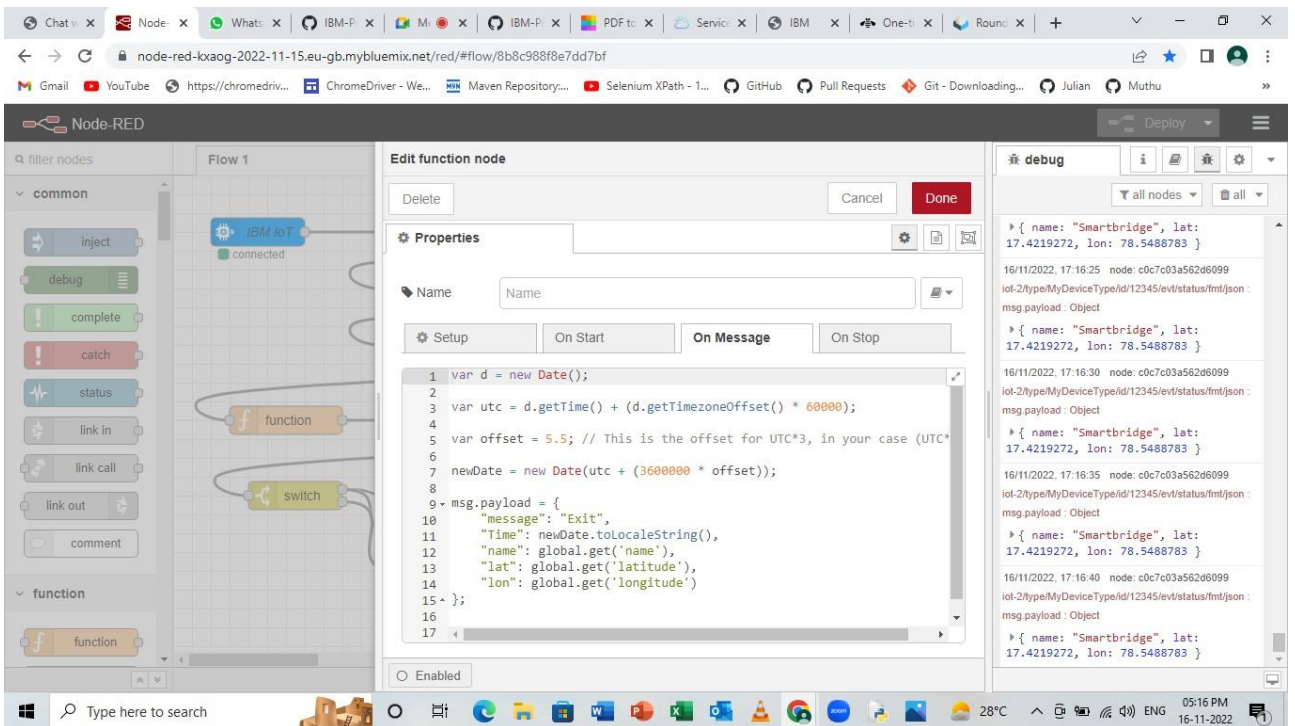 Chat w
Node-
Whats
IBM-P
M
IBM-P
PDF to
Service
IBM
One-t
Round
node-red-kxaog-2022-11-15.eu-gb.mybluemix.net/red/#flow/8b8c988f8e7dd7bf
Gmail
YouTube
https://chromedriv...
ChromeDriver - We...
Maven Repository:...
Selenium XPath - 1...
GitHub
Pull Requests
Git - Downloading...
Julian
Muthu
»
Node-RED
Deploy
filter nodes
common
inject
debug
complete
catch
status
link in
link call
link out
comment
function
function
Flow 1
IBM IoT
connected
function
switch
Edit function node
Delete
Cancel
Done
Properties
Name
Name
Setup
On Start
On Message
On Stop
1 var d = new Date();
2
3 var utc = d.getTime() + (d.getTimezoneOffset() * 60000);
4
5 var offset = 5.5; // This is the offset for UTC*3, in your case (UTC*
6
7 newDate = new Date(utc + (3600000 * offset));
8
9 msg.payload = {
10 "message": "Exit",
11 "Time": newDate.toLocaleString(),
12 "name": global.get('name'),
13 "lat": global.get('latitude'),
14 "lon": global.get('longitude')
15 };
16
17
Enabled
debug
i
all nodes
all
{ name: "Smartbridge", lat:
17.4219272, lon: 78.5488783 }
16/11/2022, 17:16:25 node: c0c7c03a562d6099
iot-2/type/MyDeviceType/id/12345/evt/status/fmt/json :
msg.payload : Object
{ name: "Smartbridge", lat:
17.4219272, lon: 78.5488783 }
16/11/2022, 17:16:30 node: c0c7c03a562d6099
iot-2/type/MyDeviceType/id/12345/evt/status/fmt/json :
msg.payload : Object
{ name: "Smartbridge", lat:
17.4219272, lon: 78.5488783 }
16/11/2022, 17:16:35 node: c0c7c03a562d6099
iot-2/type/MyDeviceType/id/12345/evt/status/fmt/json :
msg.payload : Object
{ name: "Smartbridge", lat:
17.4219272, lon: 78.5488783 }
16/11/2022, 17:16:40 node: c0c7c03a562d6099
iot-2/type/MyDeviceType/id/12345/evt/status/fmt/json :
msg.payload : Object
{ name: "Smartbridge", lat:
17.4219272, lon: 78.5488783 }
Type here to search
28°C
ENG
05:16 PM
16-11-2022